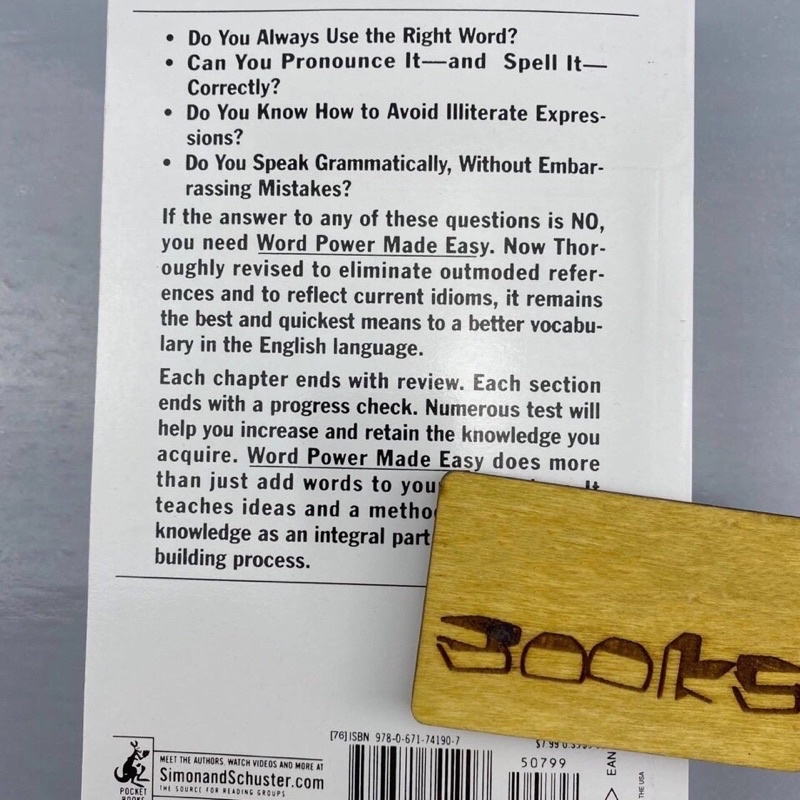 • Do You Always Use the Right Word?
• Can You Pronounce It—and Spell It—
Correctly?
• Do You Know How to Avoid Illiterate Expres-
sions?
• Do You Speak Grammatically, Without Embar-
rassing Mistakes?
If the answer to any of these questions is NO,
you need Word Power Made Easy. Now Thor-
oughly revised to eliminate outmoded refer-
ences and to reflect current idioms, it remains
the best and quickest means to a better vocabu-
lary in the English language.
Each chapter ends with review. Each section
ends with a progress check. Numerous test will
help you increase and retain the knowledge you
acquire. Word Power Made Easy does more
than just add words to your It
teaches ideas and a metho
knowledge as an integral part
building process.
Books
[76] ISBN 978-0-671-74190-7
50799
EAN
THE USA
MEET THE AUTHORS, WATCH VIDEOS AND MORE AT
SimonandSchuster.com
THE SOURCE FOR READING GROUPS
POCKET
BOOKS